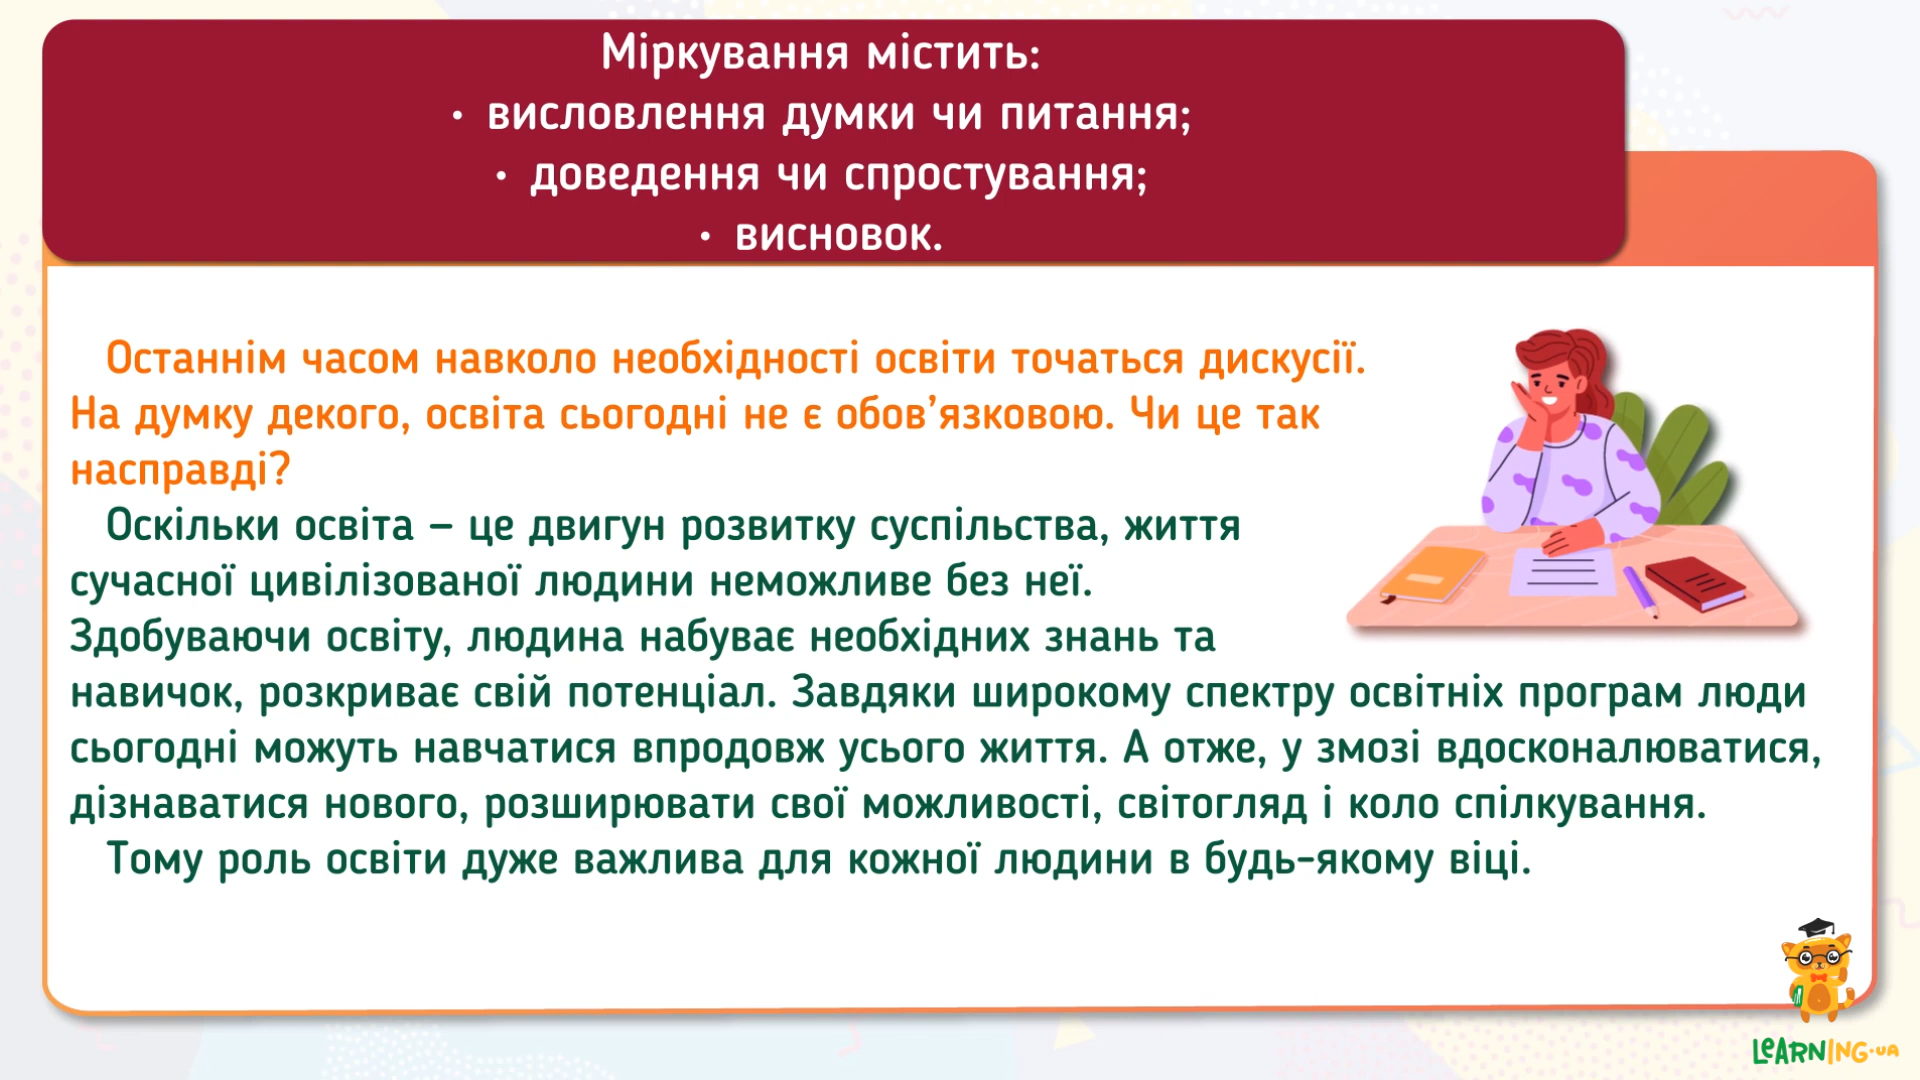 Міркування містить:
• висловлення думки чи питання;
• доведення чи спростування;
• висновок.
Останнім часом навколо необхідності освіти точаться дискусії.
На думку декого, освіта сьогодні не є обов’язковою. Чи це так
насправді?
Оскільки освіта – це двигун розвитку суспільства, життя
сучасної цивілізованої людини неможливе без неї.
Здобуваючи освіту, людина набуває необхідних знань та
навичок, розкриває свій потенціал. Завдяки широкому спектру освітніх програм люди
сьогодні можуть навчатися впродовж усього життя. А отже, у змозі вдосконалюватися,
дізнаватися нового, розширювати свої можливості, світогляд і коло спілкування.
Тому роль освіти дуже важлива для кожної людини в будь-якому віці.
LEARNING.UA